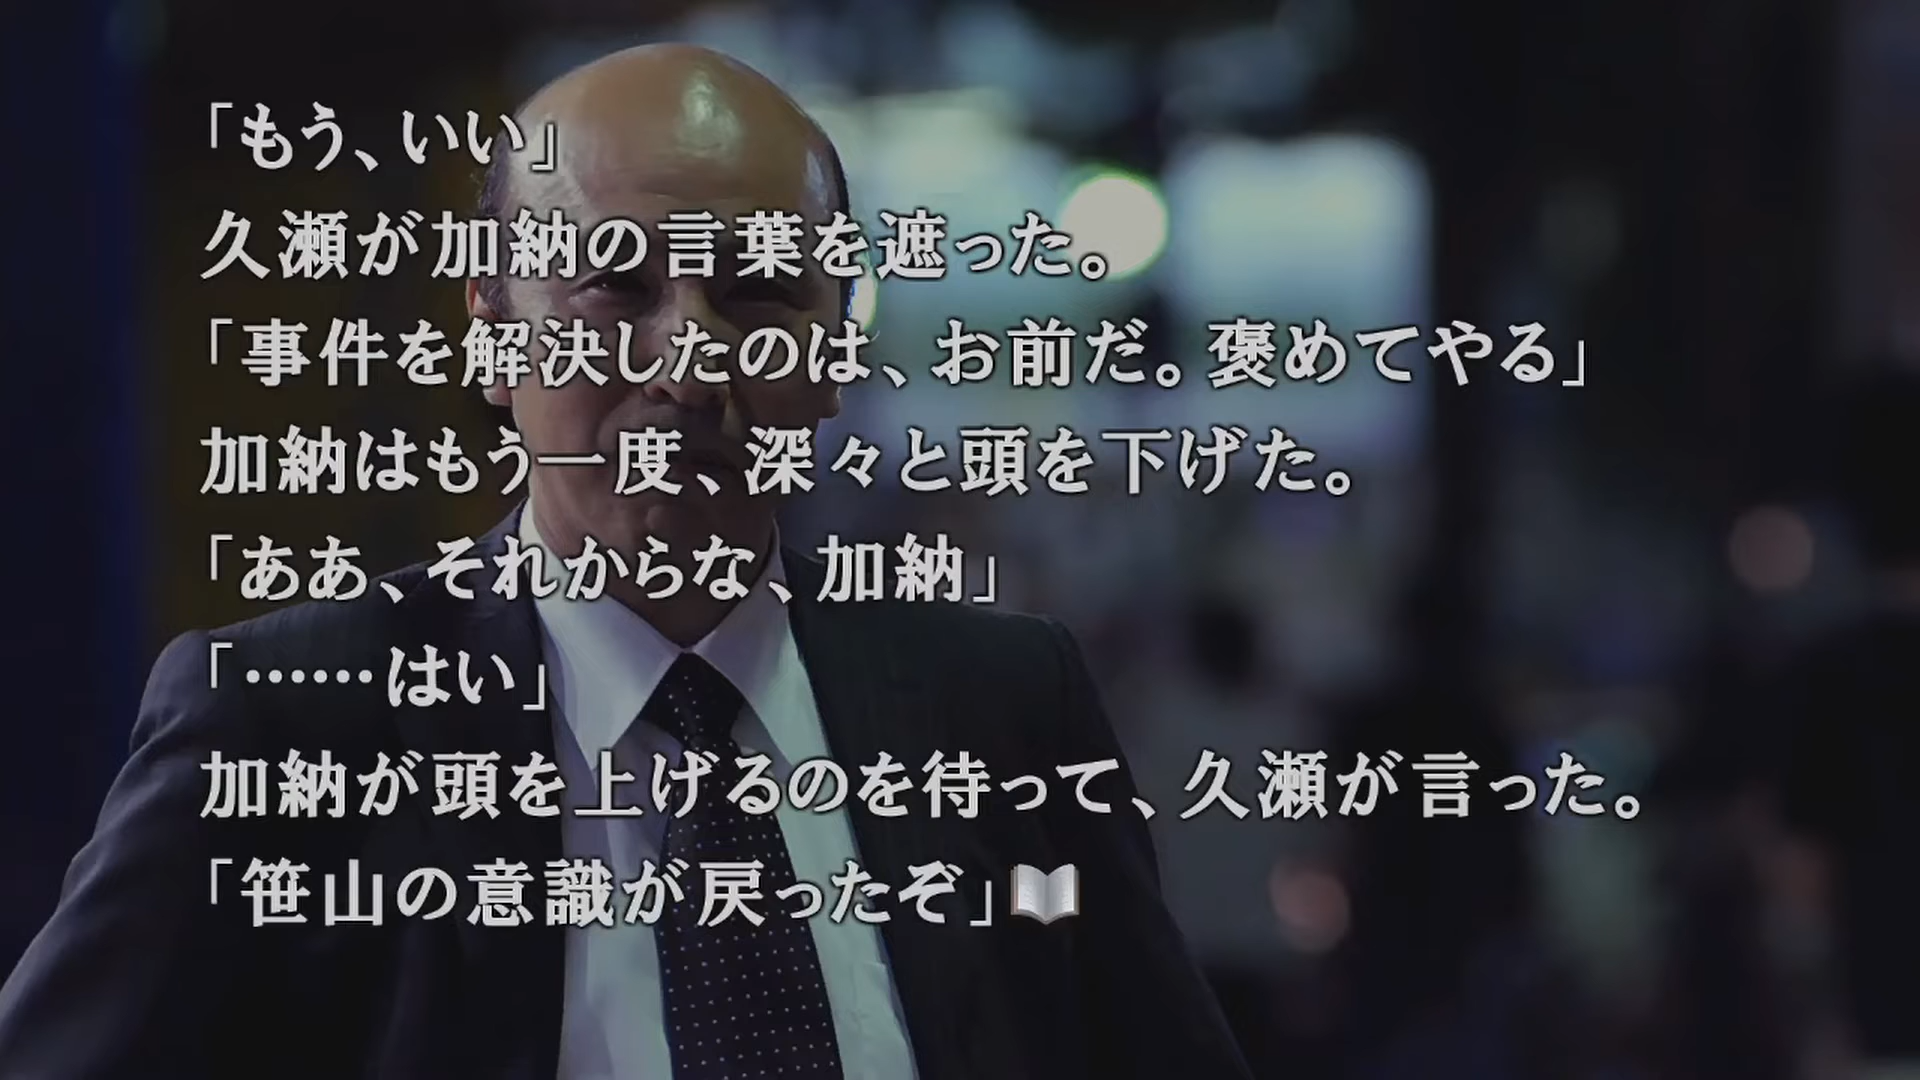 「もう、いい」
久瀬が加納の言葉を遮った。
「事件を解決したのは、お前だ。褒めてやる」
加納はもう一度、深々と頭を下げた。
「ああ、それからな、加納」
「……はい」
加納が頭を上げるのを待って、久瀬が言った。
「笹山の意識が戻ったぞ」